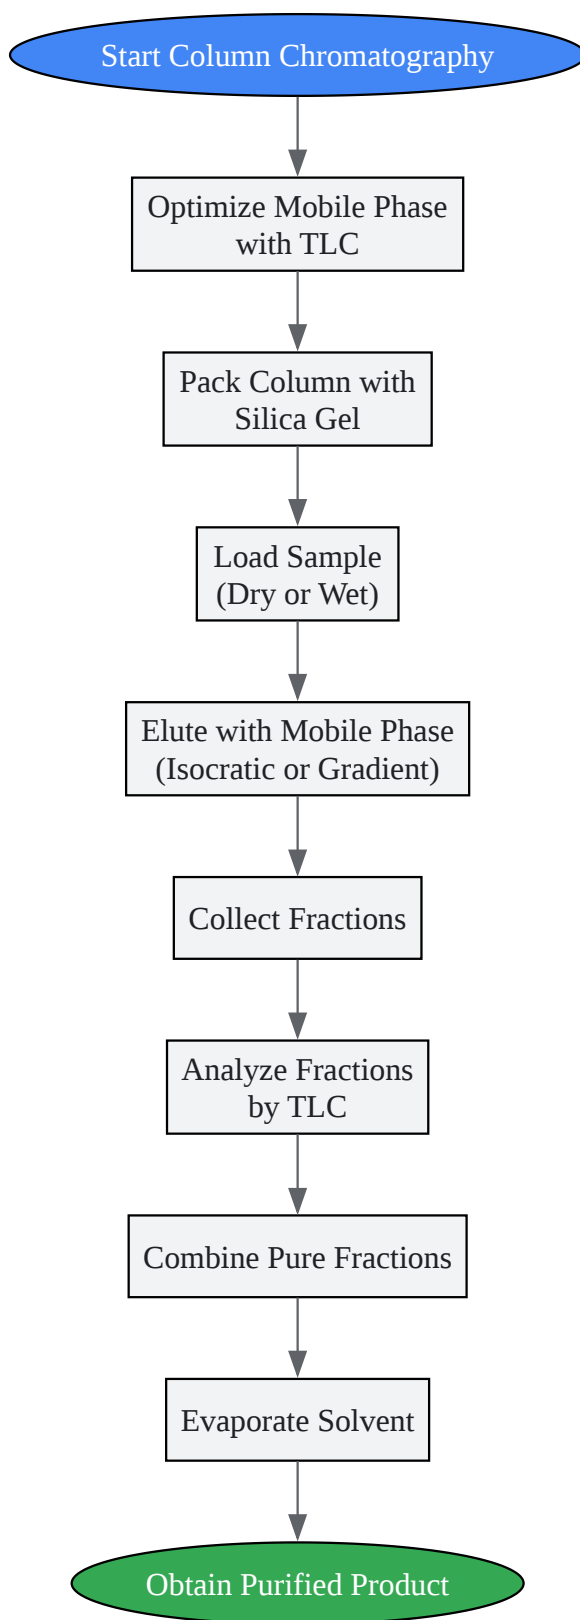 Start Column Chromatography
Optimize Mobile Phase
with TLC
Pack Column with
Silica Gel
Load Sample
(Dry or Wet)
Elute with Mobile Phase
(Isocratic or Gradient)
Collect Fractions
Analyze Fractions
by TLC
Combine Pure Fractions
Evaporate Solvent
Obtain Purified Product